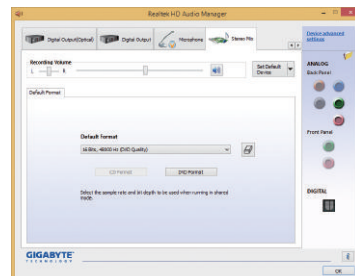 Realtek HD Audio Manager
Digital Output(Optical)
Digital Output
Microphone
Stereo Mix
Device advanced settings
Recording Volume
L
R
Set Default Device
ANALOG
Back Panel
Default Format
Default Format
16 Bits, 48000 Hz (DVD Quality)
CD Format
DVD Format
Select the sample rate and bit depth to be used when running in shared mode.
Front Panel
DIGITAL
GIGABYTE
TECHNOLOGY
OK